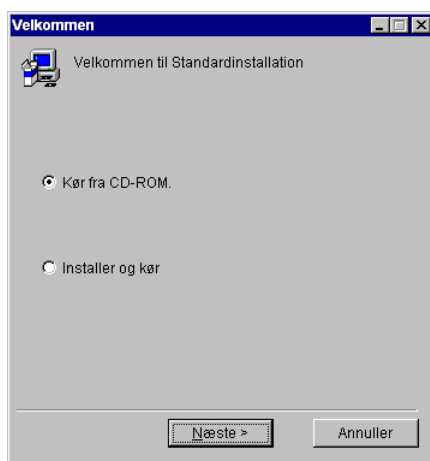 Velkommen
Velkommen til Standardinstallation
Kør fra CD-ROM.
Installer og kør
Næste >
Annuller